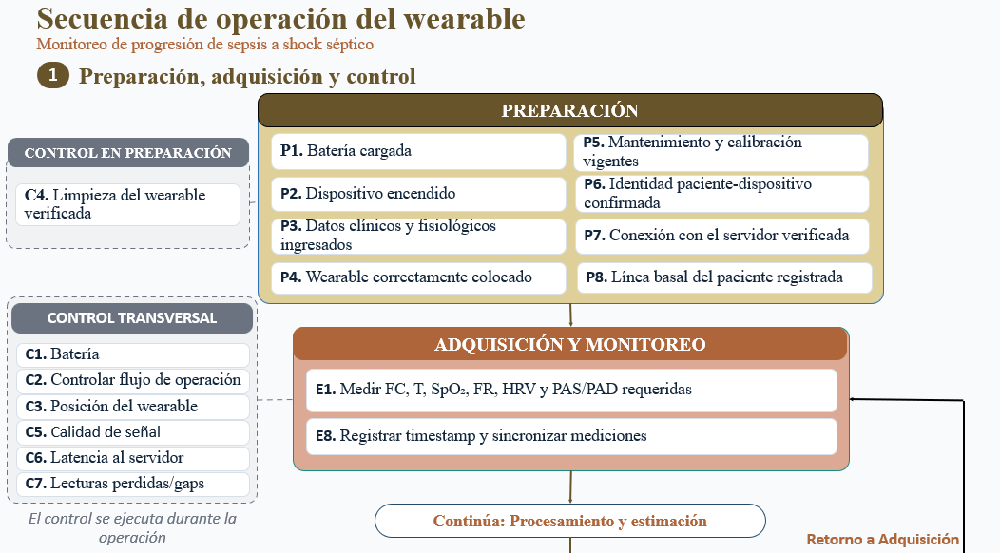 Secuencia de operación del wearable
Monitoreo de progresión de sepsis a shock séptico
1 Preparación, adquisición y control
PREPARACIÓN
P1. Batería cargada
P2. Dispositivo encendido
P3. Datos clínicos y fisiológicos
ingresados
P4. Wearable correctamente colocado
P5. Mantenimiento y calibración
vigentes
P6. Identidad paciente-dispositivo
confirmada
P7. Conexión con el servidor verificada
P8. Línea basal del paciente registrada
CONTROL EN PREPARACIÓN
C4. Limpieza del wearable
verificada
CONTROL TRANSVERSAL
C1. Batería
C2. Controlar flujo de operación
C3. Posición del wearable
C5. Calidad de señal
C6. Latencia al servidor
C7. Lecturas perdidas/gaps
El control se ejecuta durante la
operación
ADQUISICIÓN Y MONITOREO
E1. Medir FC, T, SpO₂, FR, HRV y PAS/PAD requeridas
E8. Registrar timestamp y sincronizar mediciones
Continúa: Procesamiento y estimación
Retorno a Adquisición